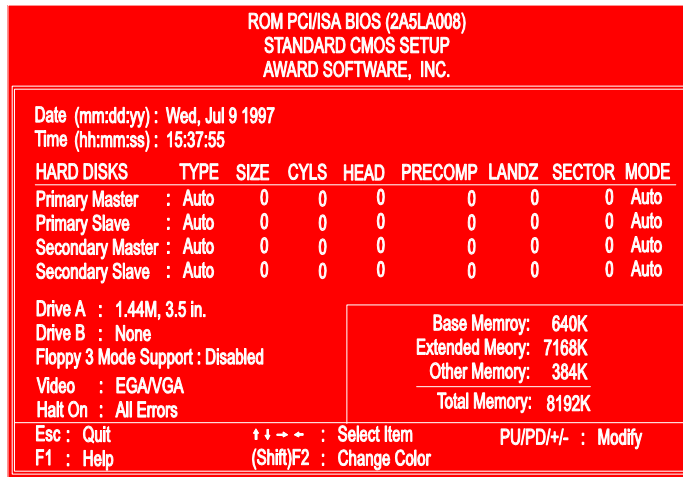 ROM PCI/ISA BIOS (2A5LA008)
STANDARD CMOS SETUP
AWARD SOFTWARE, INC.
Date (mm:dd:yy) : Wed, Jul 9 1997
Time (hh:mm:ss) : 15:37:55
HARD DISKS TYPE SIZE CYLS HEAD PRECOMP LANDZ SECTOR MODE
Primary Master : Auto 0 0 0 0 0 0 Auto
Primary Slave : Auto 0 0 0 0 0 0 Auto
Secondary Master : Auto 0 0 0 0 0 0 Auto
Secondary Slave : Auto 0 0 0 0 0 0 Auto
Drive A : 1.44M, 3.5 in.
Drive B : None
Floppy 3 Mode Support : Disabled
Video : EGA/VGA
Halt On : All Errors
Base Memroy: 640K
Extended Meory: 7168K
Other Memory: 384K
Total Memory: 8192K
Esc : Quit ↑ ↓ → ← : Select Item PU/PD/+/- : Modify
F1 : Help (Shift)F2 : Change Color